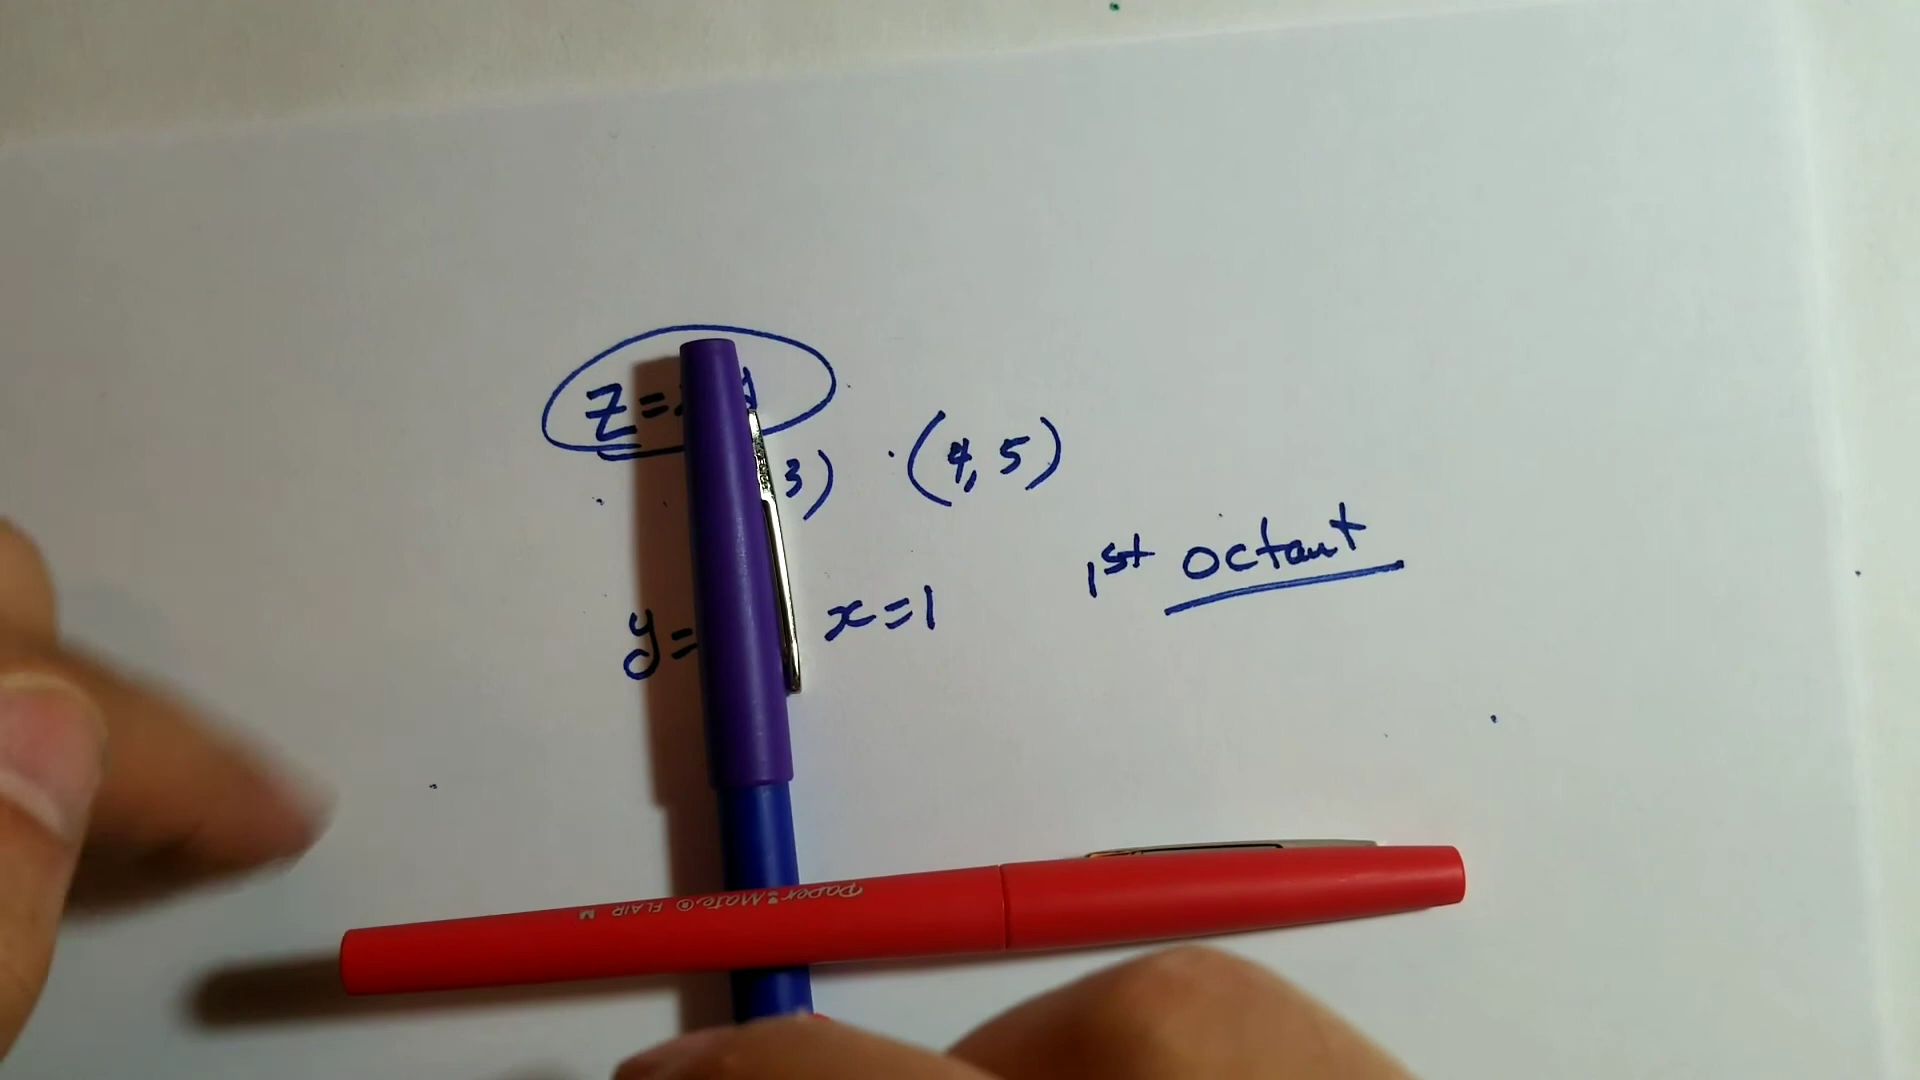 z=
3) · (4, 5)
1st octant
y= x=1
Paper:Mate FLAIR M